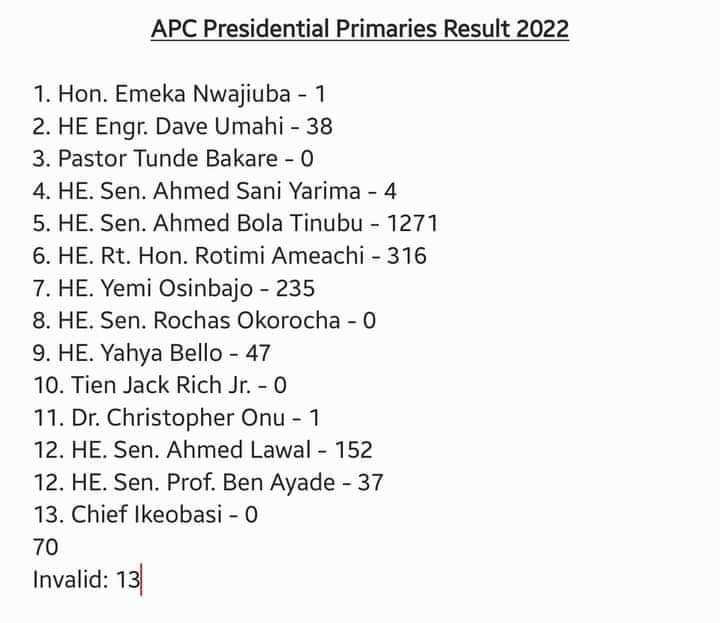 APC Presidential Primaries Result 2022
1. Hon. Emeka Nwajiuba - 1
2. HE Engr. Dave Umahi - 38
3. Pastor Tunde Bakare - 0
4. HE. Sen. Ahmed Sani Yarima - 4
5. HE. Sen. Ahmed Bola Tinubu - 1271
6. HE. Rt. Hon. Rotimi Ameachi - 316
7. HE. Yemi Osinbajo - 235
8. HE. Sen. Rochas Okorocha - 0
9. HE. Yahya Bello - 47
10. Tien Jack Rich Jr. - 0
11. Dr. Christopher Onu - 1
12. HE. Sen. Ahmed Lawal - 152
12. HE. Sen. Prof. Ben Ayade - 37
13. Chief Ikeobasi - 0
70
Invalid: 13